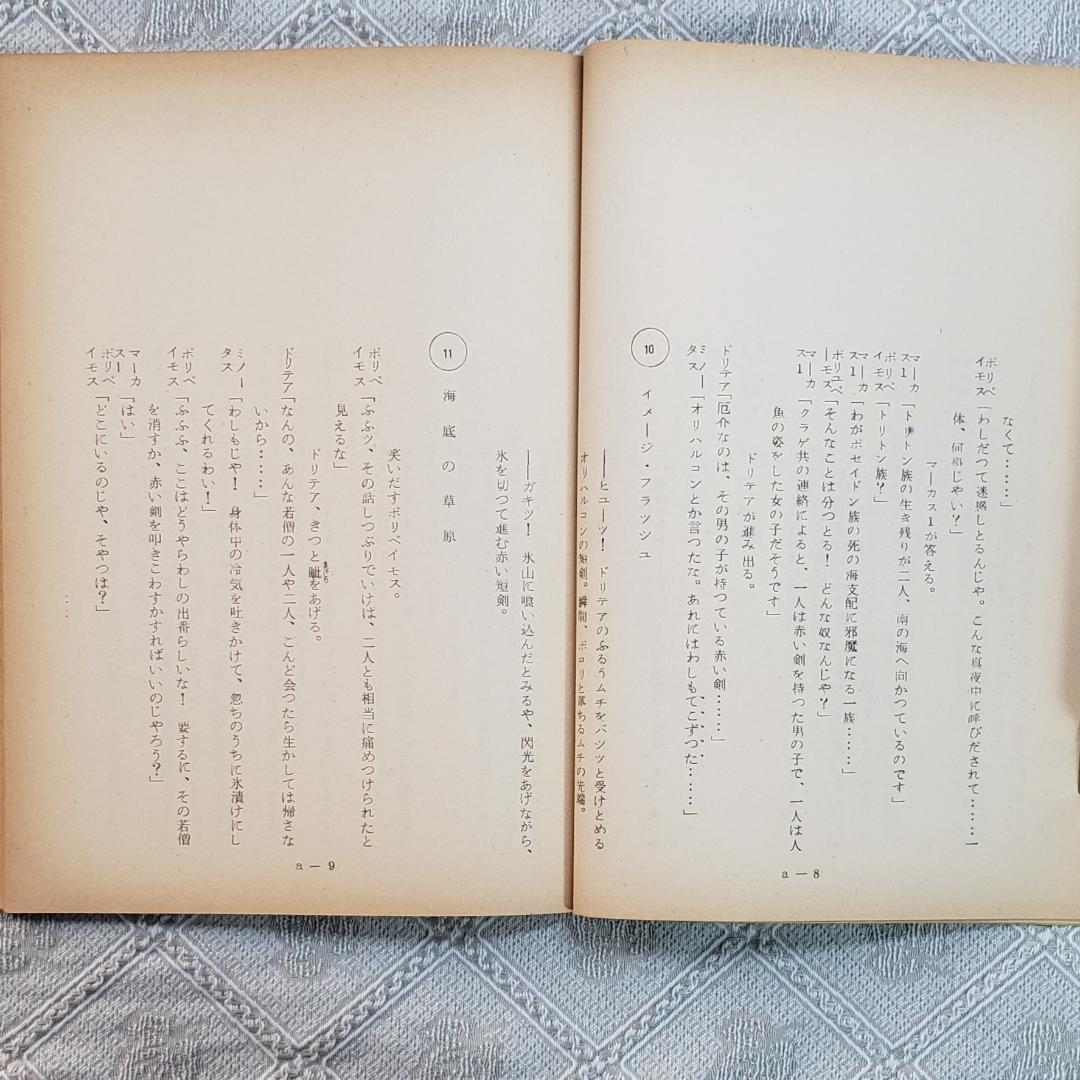 なくて‥‥‥」
ポリペイモス「わしだつて迷惑しとるんじや。こんな真夜中に呼びだされて‥‥‥一
体、何事じやい？」
マーカス1が答える。
マーカス1「トリトン族の生き残りが二人、南の海へ向かつているのです」
ポリペイモス「トリトン族？」
マーカス1「わがポセイドン族の死の海支配に邪魔になる一族‥‥‥」
ポリュペーモス「そんなことは分つとる！　どんな奴なんじや？」
マーカス1「クラゲ共の連絡によると、一人は赤い剣を持つた男の子で、一人は人
魚の姿をした女の子だそうです」
ドリテアが進み出る。
ドリテア「厄介なのは、その男の子が持つている赤い剣‥‥‥」
ミノータス「オリハルコンとか言つたな。あれにはわしもてこずつた‥‥‥」
10　イメージ・フラッシュ
――ヒューツ！　ドリテアのふるうムチをバツツと受けとめる
オリハルコンの短剣。瞬間、ポロリと落ちるムチの先端。
a－8
――ガキツ！　氷山に喰い込んだとみるや、閃光をあげながら、
氷を切つて進む赤い短剣。
11　海底の草原
笑いだすポリペイモス。
ポリペイモス「ふふツ、その話しつぷりでいけば、二人とも相当に痛めつけられたと
見えるな」
ドリテア、きつと眦をあげる。
ドリテア「なんの、あんな若僧の一人や二人、こんど会つたら生かしては帰さな
いから‥‥‥」
ミノータス「わしもじや！　身体中の冷気を吐きかけて、忽ちのうちに氷漬けにし
てくれるわい！」
ポリペイモス「ふふふ、ここはどうやらわしの出番らしいな！　要するに、その若僧
を消すか、赤い剣を叩きこわすかすればいいのじやろう？」
マーカス1「はい」
ポリペイモス「どこにいるのじや、そやつは？」
a－9